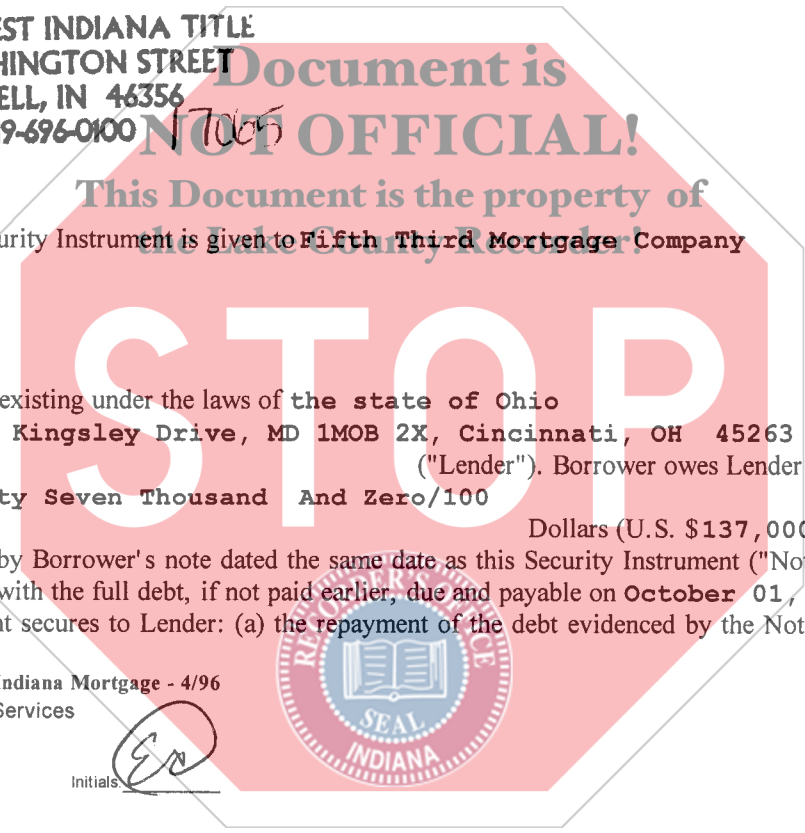 EST INDIANA TITLE
HINGTON STREET
ELL, IN 46356
9-696-0100 17065
Document is
NOT OFFICIAL!
This Document is the property of
the Lake County Recorder!
urity Instrument is given to Fifth Third Mortgage Company
STOP
existing under the laws of the state of Ohio
Kingsley Drive, MD 1MOB 2X, Cincinnati, OH 45263
("Lender"). Borrower owes Lender
ty Seven Thousand And Zero/100
Dollars (U.S. $137,000
by Borrower's note dated the same date as this Security Instrument ("No
with the full debt, if not paid earlier, due and payable on October 01,
t secures to Lender: (a) the repayment of the debt evidenced by the Not
RECORDER'S OFFICE
SEAL
INDIANA
Indiana Mortgage - 4/96
Services
Initials: